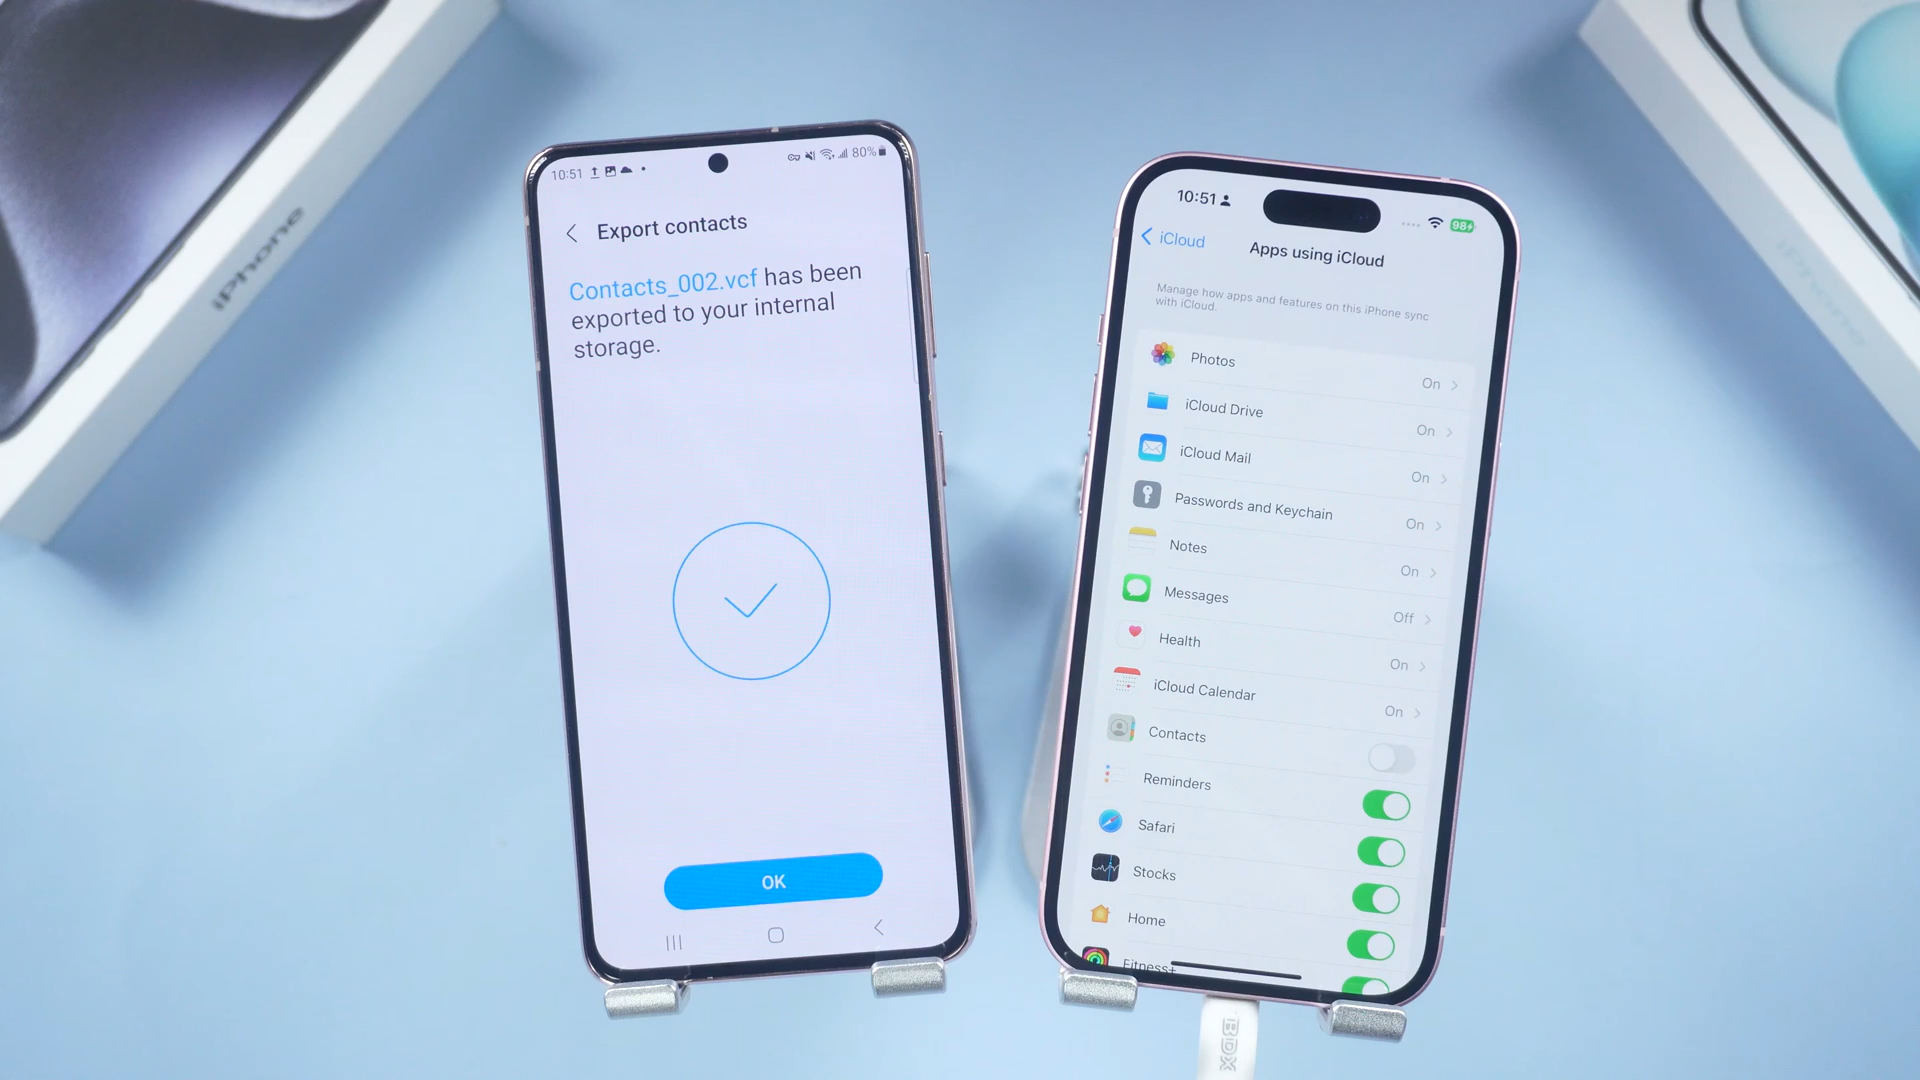 iPhone
10:51
80%
Export contacts
Contacts_002.vcf has been
exported to your internal
storage.
OK
10:51
98
iCloud
Apps using iCloud
Manage how apps and features on this iPhone sync
with iCloud.
Photos On
iCloud Drive On
iCloud Mail On
Passwords and Keychain On
Notes On
Messages Off
Health On
iCloud Calendar On
Contacts
Reminders
Safari
Stocks
Home
Fitness+
BDX
iPhone